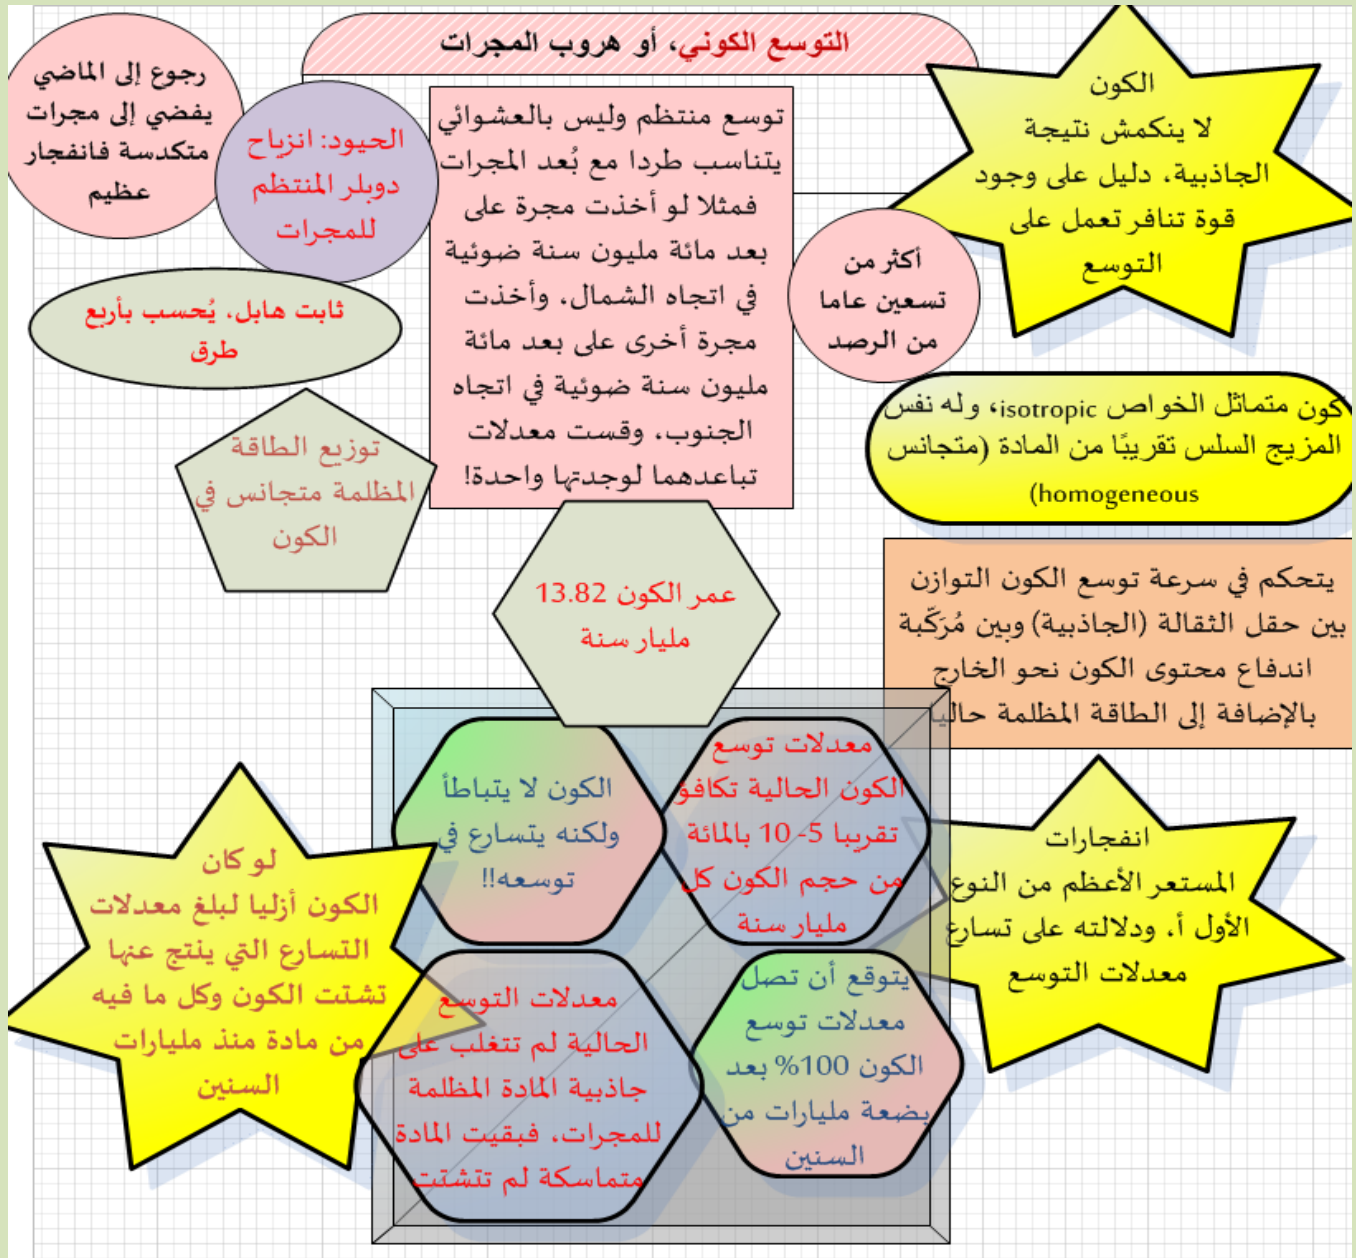 التوسع الكوني، أو هروب المجرات
الكون
لا ينكمش نتيجة
الجاذبية، دليل على وجود
قوة تنافر تعمل على
التوسع
توسع منتظم وليس بالعشوائي
يتناسب طردا مع بُعد المجرات
فمثلا لو أخذت مجرة على
بعد مائة مليون سنة ضوئية
في اتجاه الشمال، وأخذت
مجرة أخرى على بعد مائة
مليون سنة ضوئية في اتجاه
الجنوب، وقست معدلات
تباعدهما لوجدتها واحدة!
الحيود: انزياح
دوبلر المنتظم
للمجرات
رجوع إلى الماضي
يفضي إلى مجرات
متكدسة فانفجار
عظيم
أكثر من
تسعين عاما
من الرصد
ثابت هابل، يُحسب بأربع
طرق
كون متماثل الخواص isotropic، وله نفس
المزيج السلس تقريبًا من المادة (متجانس
homogeneous)
توزيع الطاقة
المظلمة متجانس في
الكون
عمر الكون 13.82
مليار سنة
يتحكم في سرعة توسع الكون التوازن
بين حقل الثقالة (الجاذبية) وبين مُرَكّبة
اندفاع محتوى الكون نحو الخارج
بالإضافة إلى الطاقة المظلمة حاليا
معدلات توسع
الكون الحالية تكافؤ
تقريبا 5- 10 بالمائة
من حجم الكون كل
مليار سنة
الكون لا يتباطأ
ولكنه يتسارع في
توسعه!!
انفجارات
المستعر الأعظم من النوع
الأول أ، ودلالته على تسارع
معدلات التوسع
لو كان
الكون أزليا لبلغ معدلات
التسارع التي ينتج عنها
تشتت الكون وكل ما فيه
من مادة منذ مليارات
السنين
يتوقع أن تصل
معدلات توسع
الكون 100% بعد
بضعة مليارات من
السنين
معدلات التوسع
الحالية لم تتغلب على
جاذبية المادة المظلمة
للمجرات، فبقيت المادة
متماسكة لم تتشتت